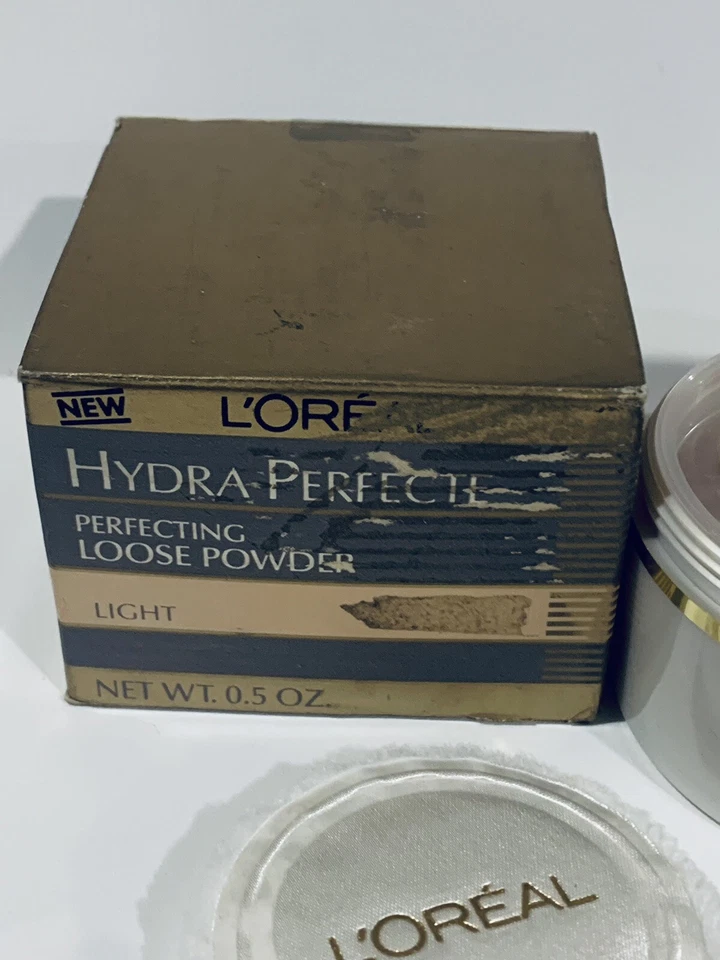 NEW
L'ORÉ
HYDRA PERFECTE
PERFECTING
LOOSE POWDER
LIGHT
NET WT. 0.5 OZ.
L'ORÉAL